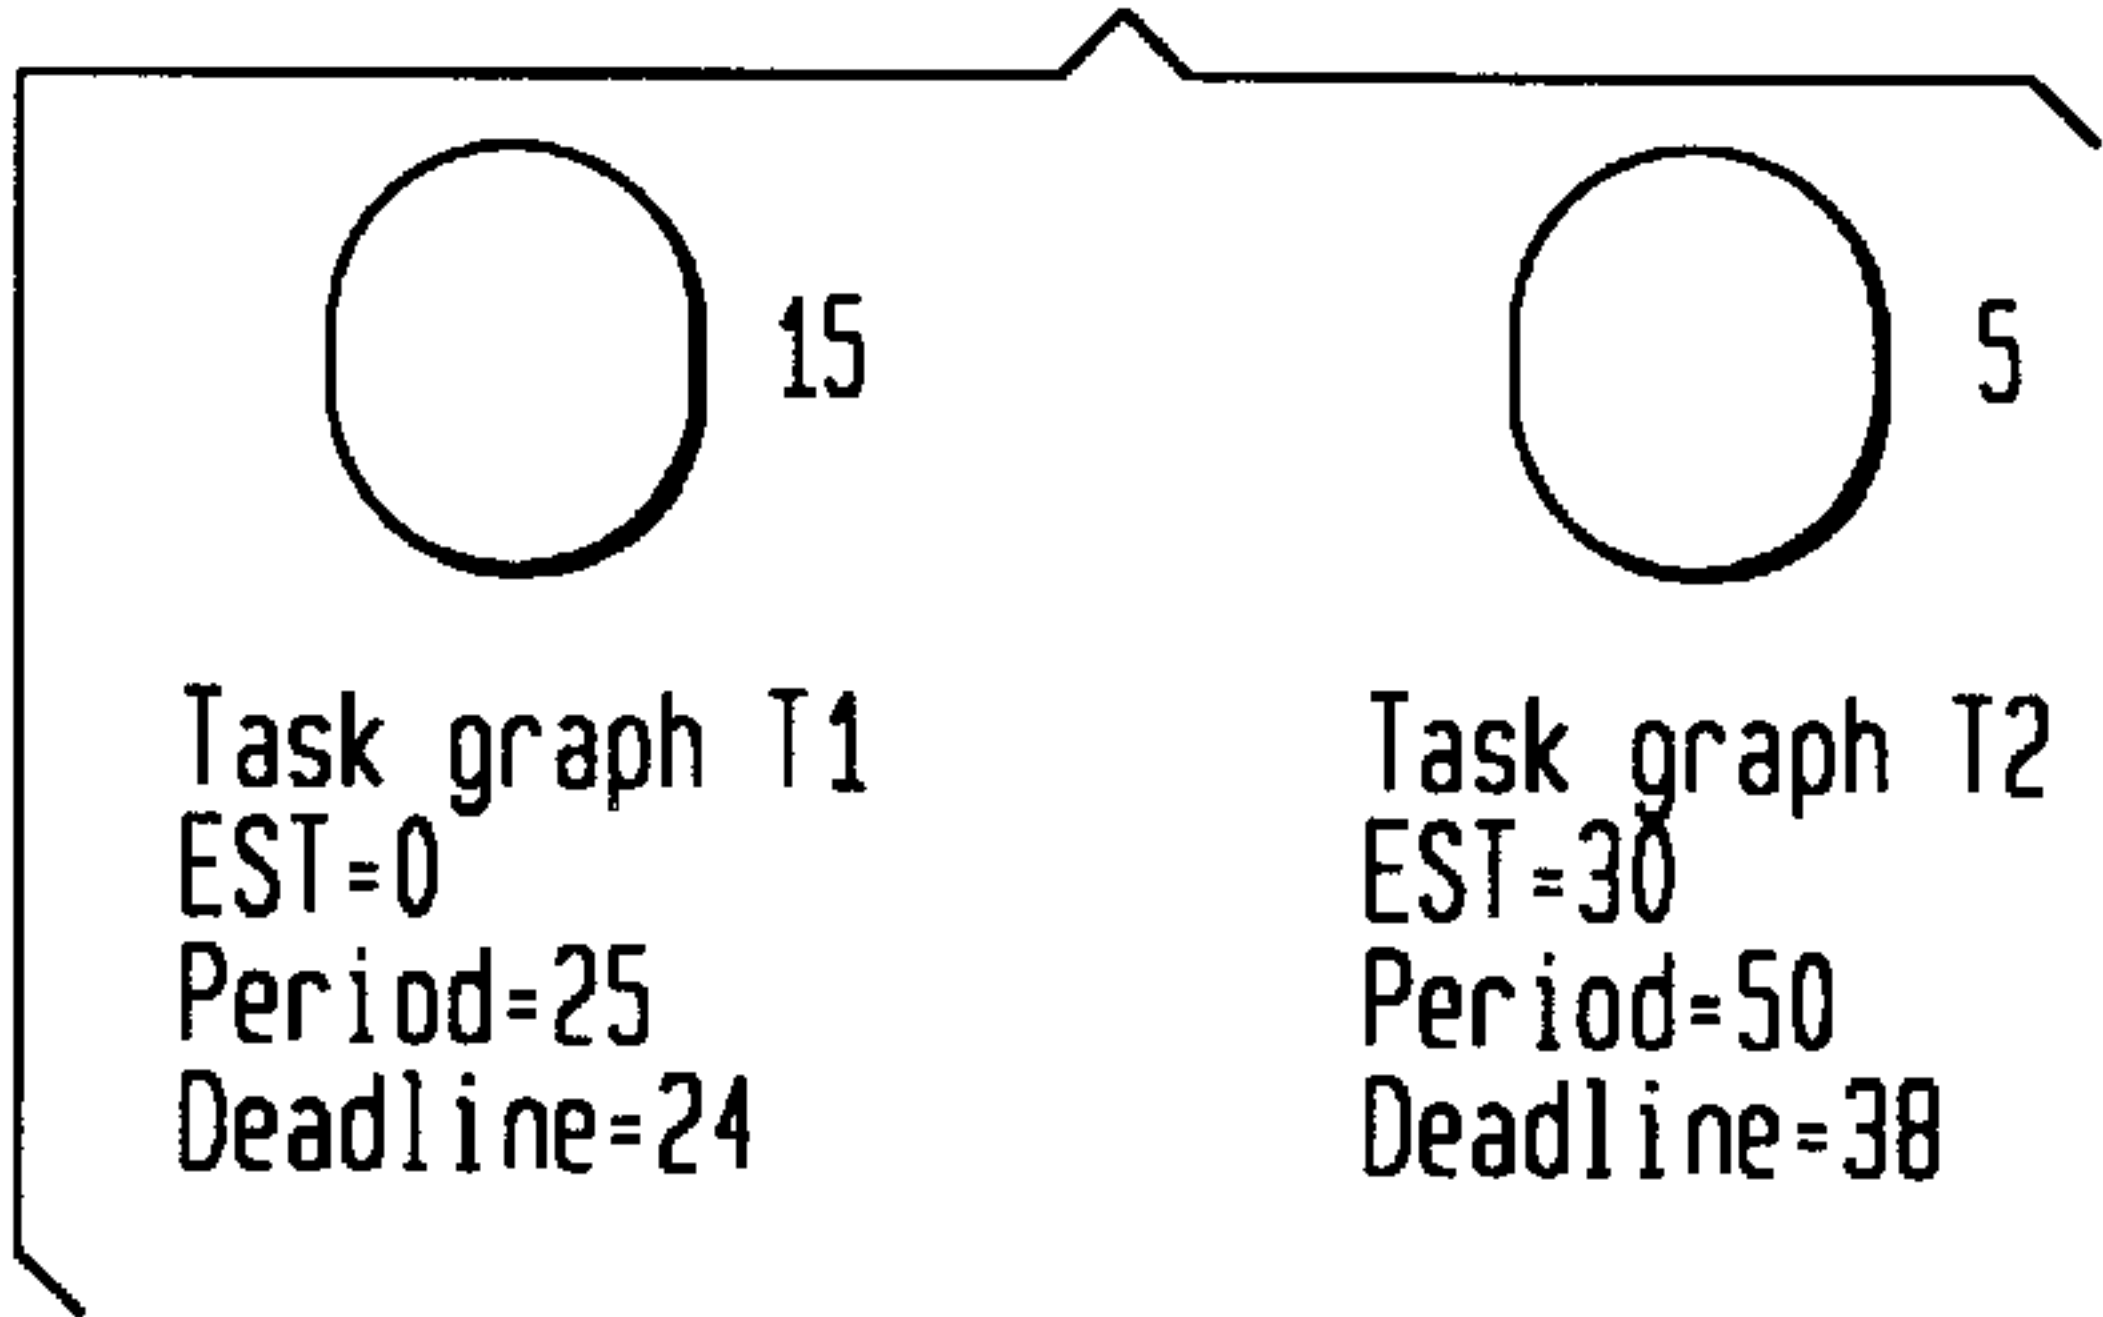 15
5
Task graph T1
EST=0
Period=25
Deadline=24
Task graph T2
EST=30
Period=50
Deadline=38